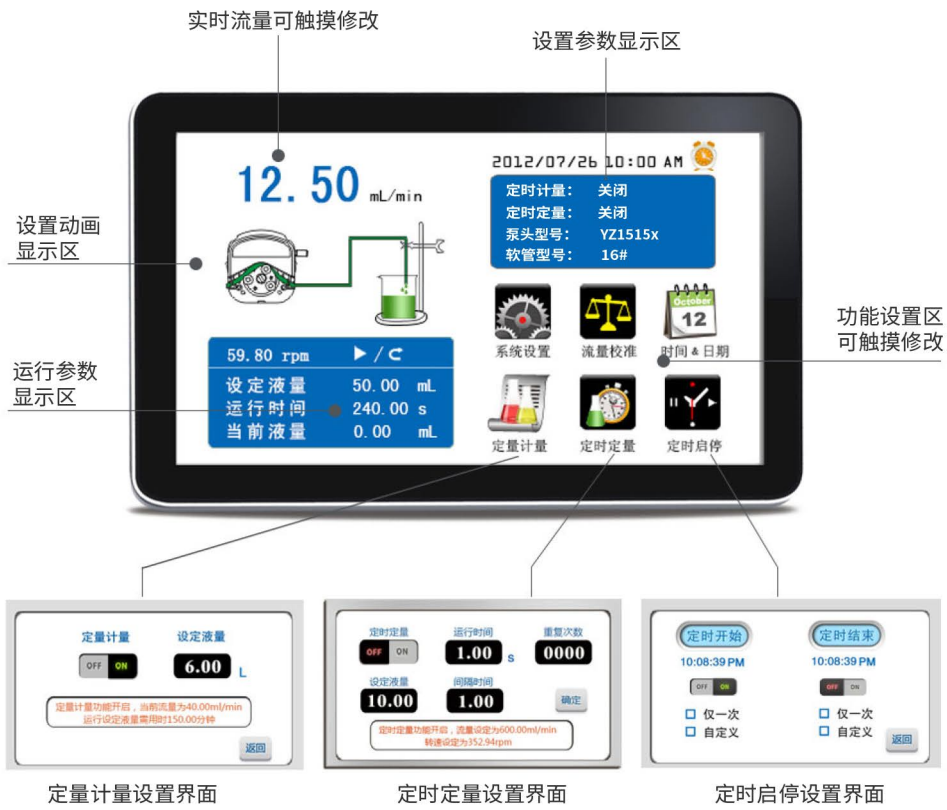 实时流量可触摸修改
设置参数显示区
12.50 mL/min
2012/07/26 10:00 AM
定时计量： 关闭
定时定量： 关闭
泵头型号： YZ1515x
软管型号： 16#
设置动画
显示区
October
12
系统设置
流量校准
时间 & 日期
功能设置区
可触摸修改
59.80 rpm
运行参数
显示区
设定液量 50.00 mL
运行时间 240.00 s
当前液量 0.00 mL
定量计量
定时定量
定时启停
定量计量
设定液量
OFF ON
6.00 L
定量计量功能开启，当前流量为40.00ml/min
运行设定液量需用时150.00分钟
返回
定时定量
运行时间
重复次数
OFF ON
1.00 s
0000
设定液量
间隔时间
10.00
1.00
确定
定时定量功能开启，流量设定为600.00ml/min
转速设定为352.94rpm
定时开始
定时结束
10:08:39 PM
10:08:39 PM
OFF ON
OFF ON
仅一次
仅一次
自定义
自定义
返回
定量计量设置界面
定时定量设置界面
定时启停设置界面